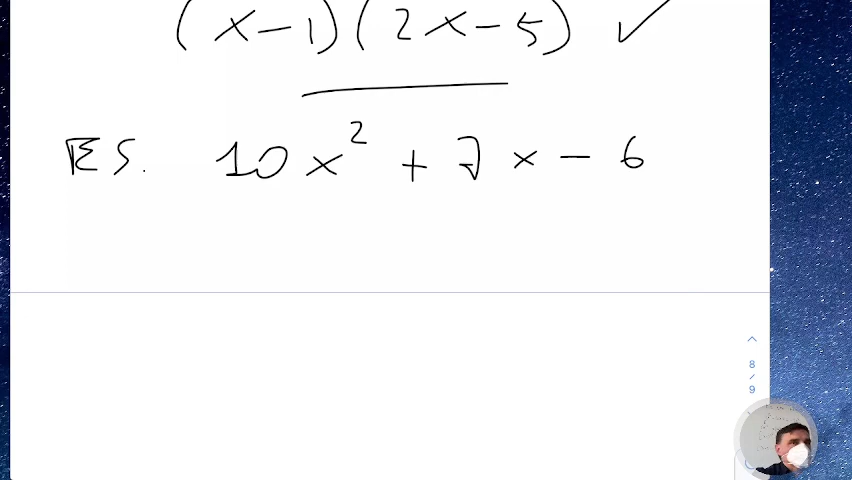 (x-1)(2x-5) ✓
ES. 10x² + 7x - 6
8
/
9